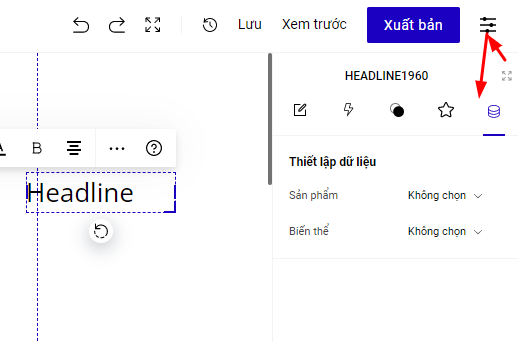 Lưu Xem trước Xuất bản
HEADLINE1960
B
Headline
Thiết lập dữ liệu
Sản phẩm Không chọn
Biến thể Không chọn